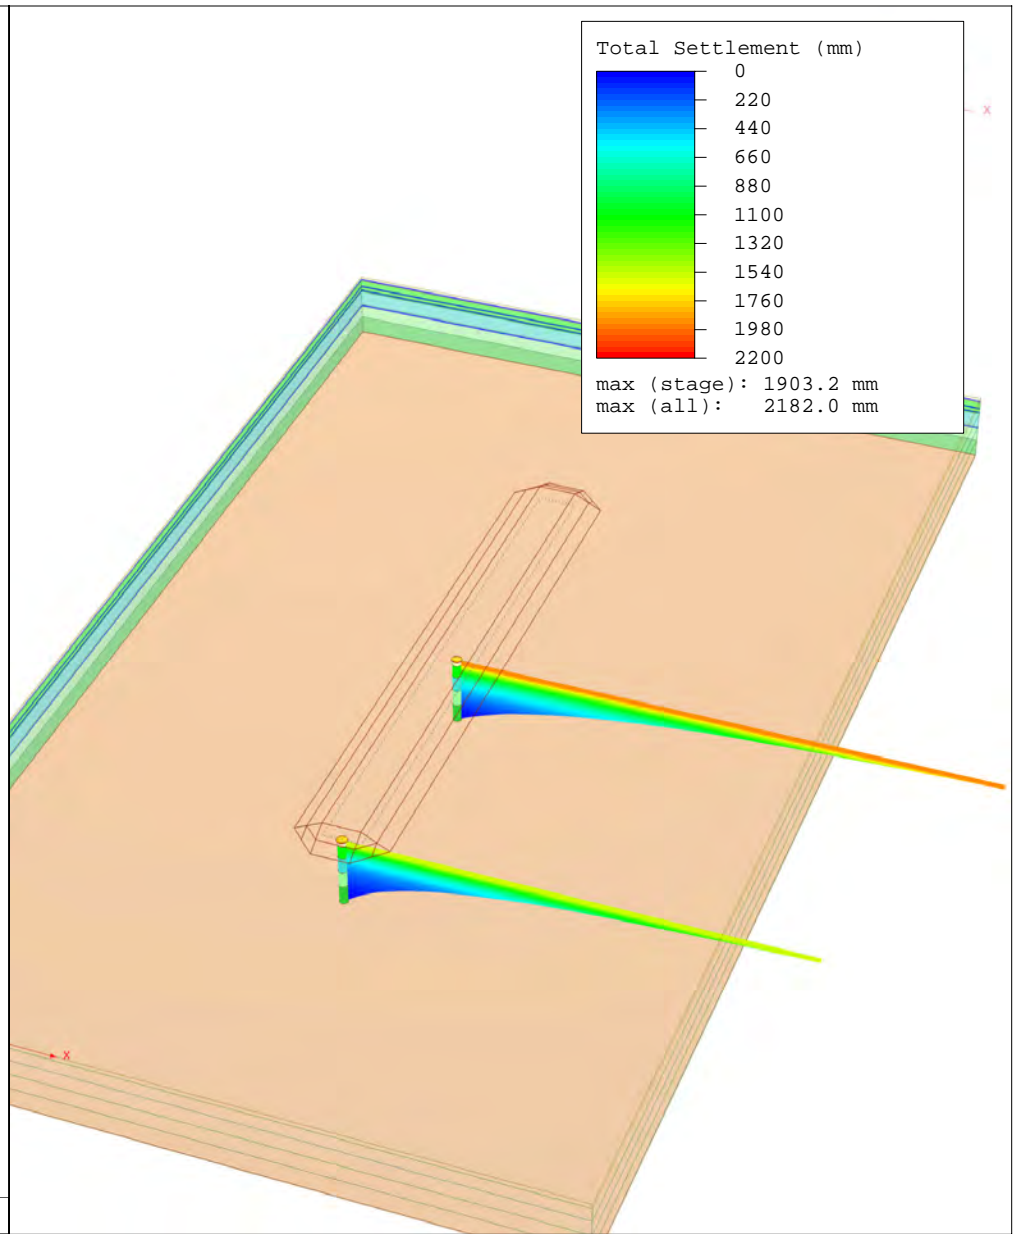 Total Settlement (mm)
0
220
440
660
880
1100
1320
1540
1760
1980
2200
max (stage): 1903.2 mm
max (all): 2182.0 mm
X
X